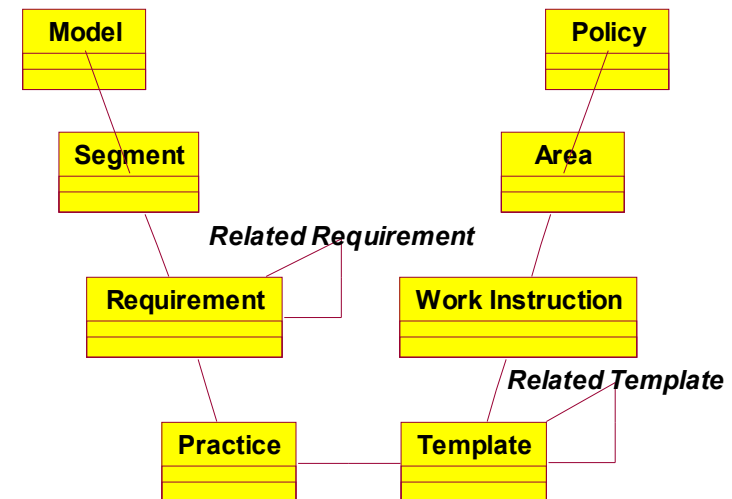 Model
Policy
Segment
Area
Related Requirement
Requirement
Work Instruction
Related Template
Practice
Template